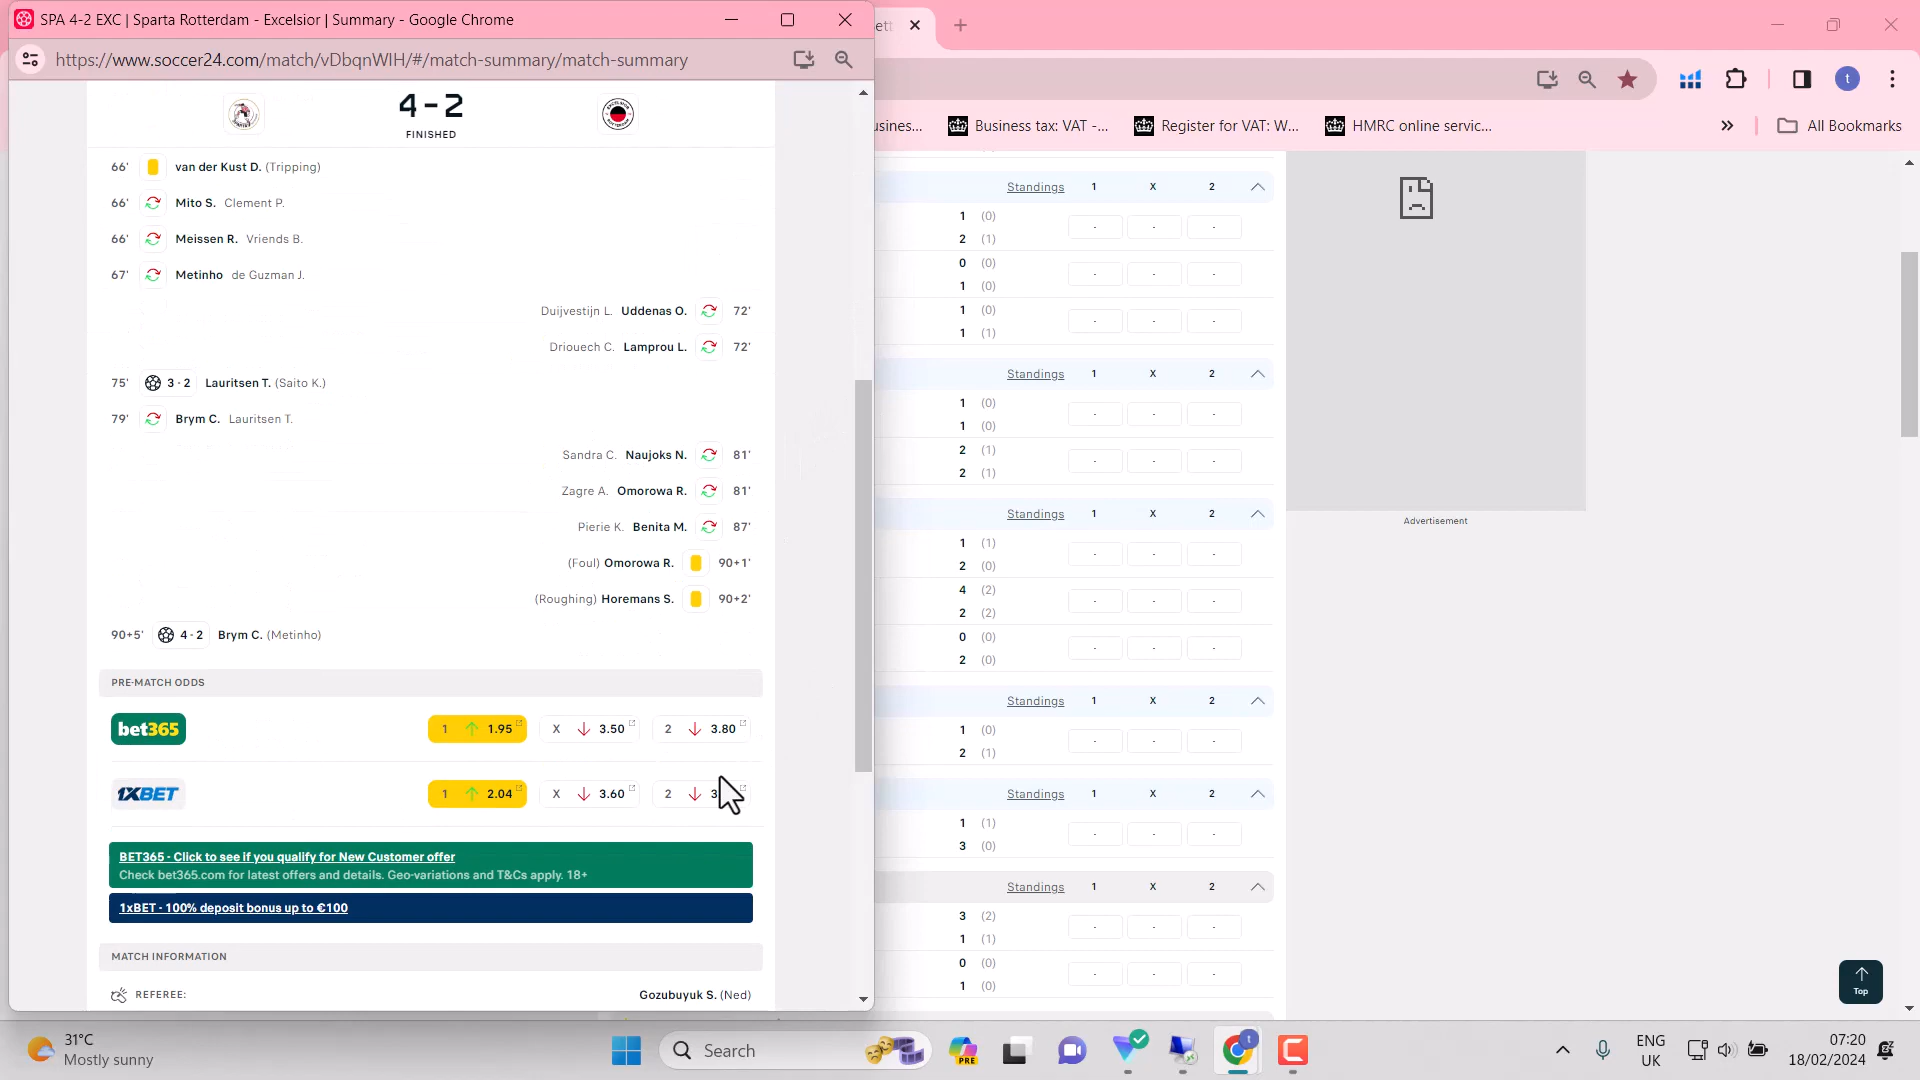 SPA 4-2 EXC | Sparta Rotterdam - Excelsior | Summary - Google Chrome
https://www.soccer24.com/match/vDbqnWIH/#/match-summary/match-summary
4-2
FINISHED
66' van der Kust D. (Tripping)
66' Mito S. Clement P.
66' Meissen R. Vriends B.
67' Metinho de Guzman J.
Duijvestijn L. Uddenas O. 72'
Driouech C. Lamprou L. 72'
75' 3 - 2 Lauritsen T. (Saito K.)
79' Brym C. Lauritsen T.
Sandra C. Naujoks N. 81'
Zagre A. Omorowa R. 81'
Pierie K. Benita M. 87'
(Foul) Omorowa R. 90+1'
(Roughing) Horemans S. 90+2'
90+5' 4 - 2 Brym C. (Metinho)
PRE-MATCH ODDS
bet365 1 1.95 X 3.50 2 3.80
1XBET 1 2.04 X 3.60 2
BET365 - Click to see if you qualify for New Customer offer
Check bet365.com for latest offers and details. Geo-variations and T&Cs apply. 18+
1xBET - 100% deposit bonus up to €100
MATCH INFORMATION
REFEREE: Gozubuyuk S. (Ned)
t
Business tax: VAT -...
Register for VAT: W...
HMRC online servic...
»
All Bookmarks
Standings 1 X 2
1 (0)
2 (1)
0 (0)
1 (0)
1 (0)
1 (1)
Standings 1 X 2
1 (0)
1 (0)
2 (1)
2 (1)
Standings 1 X 2
1 (1)
2 (0)
4 (2)
2 (2)
0 (0)
2 (0)
Standings 1 X 2
1 (0)
2 (1)
Standings 1 X 2
1 (1)
3 (0)
Standings 1 X 2
3 (2)
1 (1)
0 (0)
1 (0)
Advertisement
Top
31°C
Mostly sunny
Search
PRE
t
ENG
UK
07:20
18/02/2024